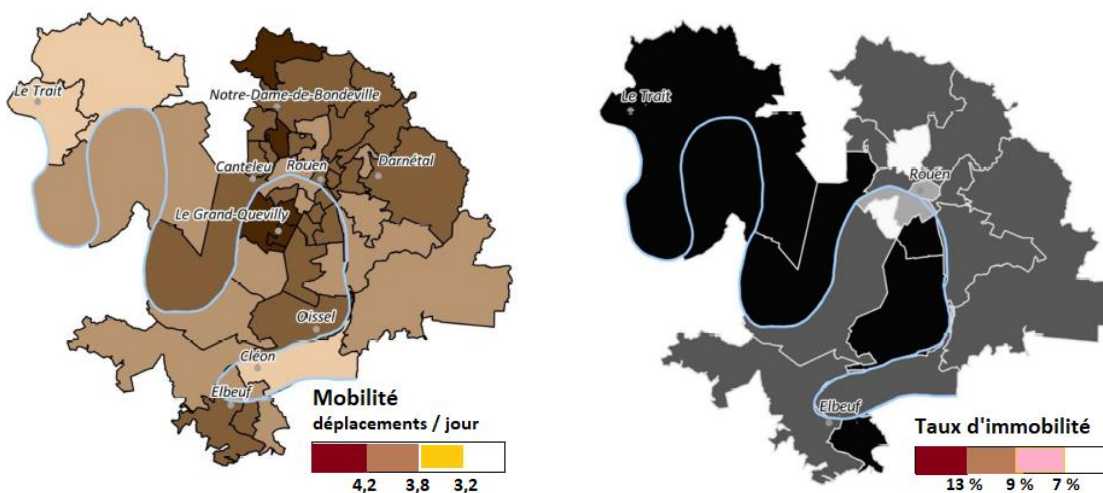 Le Trait
Notre-Dame-de-Bondeville
Canteleu
Rouen
Darnétal
Le Grand-Quevilly
Oissel
Cléon
Elbeuf
Mobilité
déplacements / jour
4,2 3,8 3,2
Le Trait
Rouen
Elbeuf
Taux d'immobilité
13 % 9 % 7 %